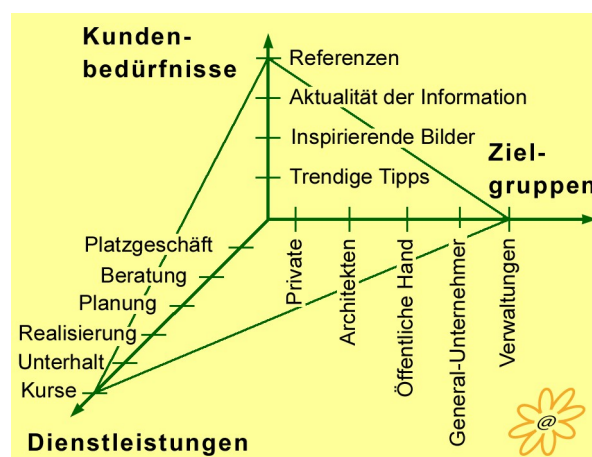 Kunden-
bedürfnisse
Referenzen
Aktualität der Information
Inspirierende Bilder
Trendige Tipps
Ziel-
gruppen
Private
Architekten
Öffentliche Hand
General-Unternehmer
Verwaltungen
Platzgeschäft
Beratung
Planung
Realisierung
Unterhalt
Kurse
Dienstleistungen
@